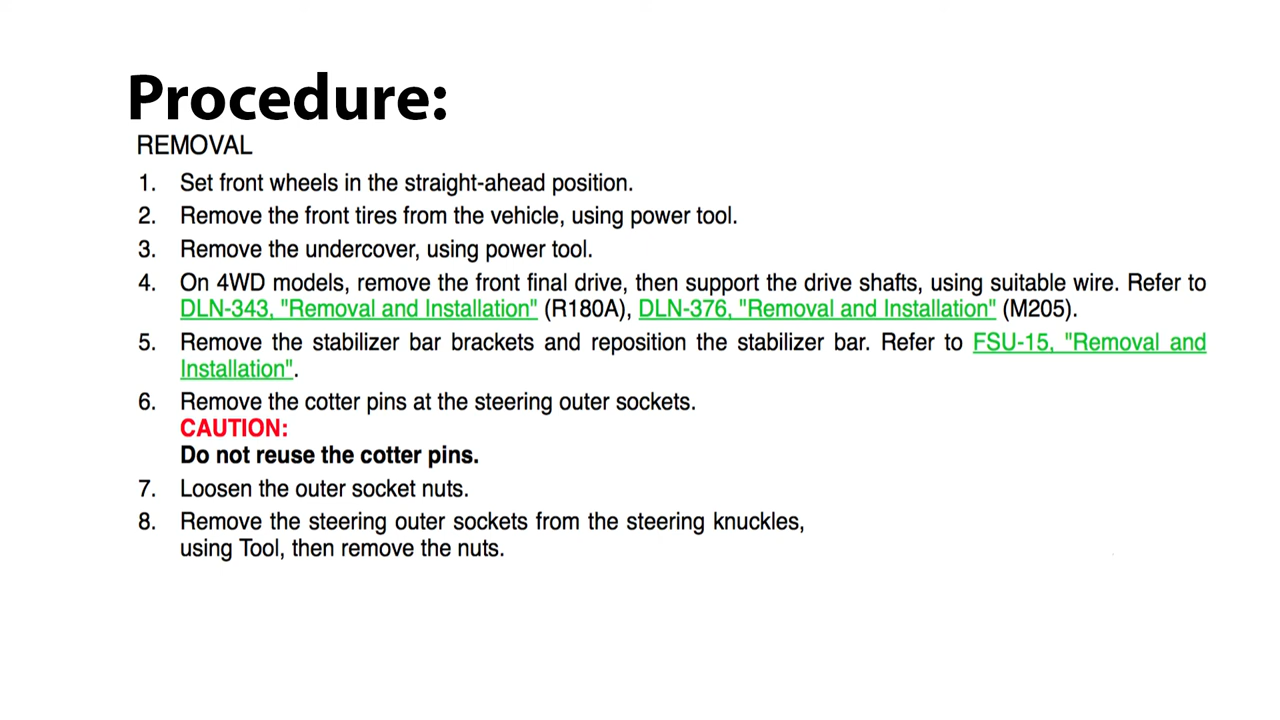 Procedure:
REMOVAL
1. Set front wheels in the straight-ahead position.
2. Remove the front tires from the vehicle, using power tool.
3. Remove the undercover, using power tool.
4. On 4WD models, remove the front final drive, then support the drive shafts, using suitable wire. Refer to
DLN-343, "Removal and Installation" (R180A), DLN-376, "Removal and Installation" (M205).
5. Remove the stabilizer bar brackets and reposition the stabilizer bar. Refer to FSU-15, "Removal and
Installation".
6. Remove the cotter pins at the steering outer sockets.
CAUTION:
Do not reuse the cotter pins.
7. Loosen the outer socket nuts.
8. Remove the steering outer sockets from the steering knuckles,
using Tool, then remove the nuts.